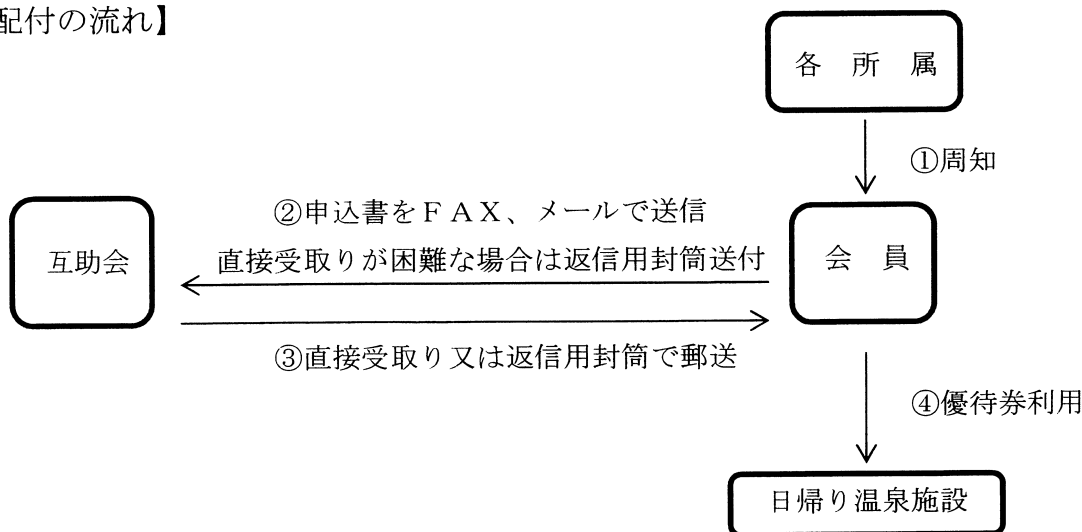 配付の流れ】
各　所　属
①周知
②申込書をＦＡＸ、メールで送信
直接受取りが困難な場合は返信用封筒送付
互助会
会　員
③直接受取り又は返信用封筒で郵送
④優待券利用
日帰り温泉施設